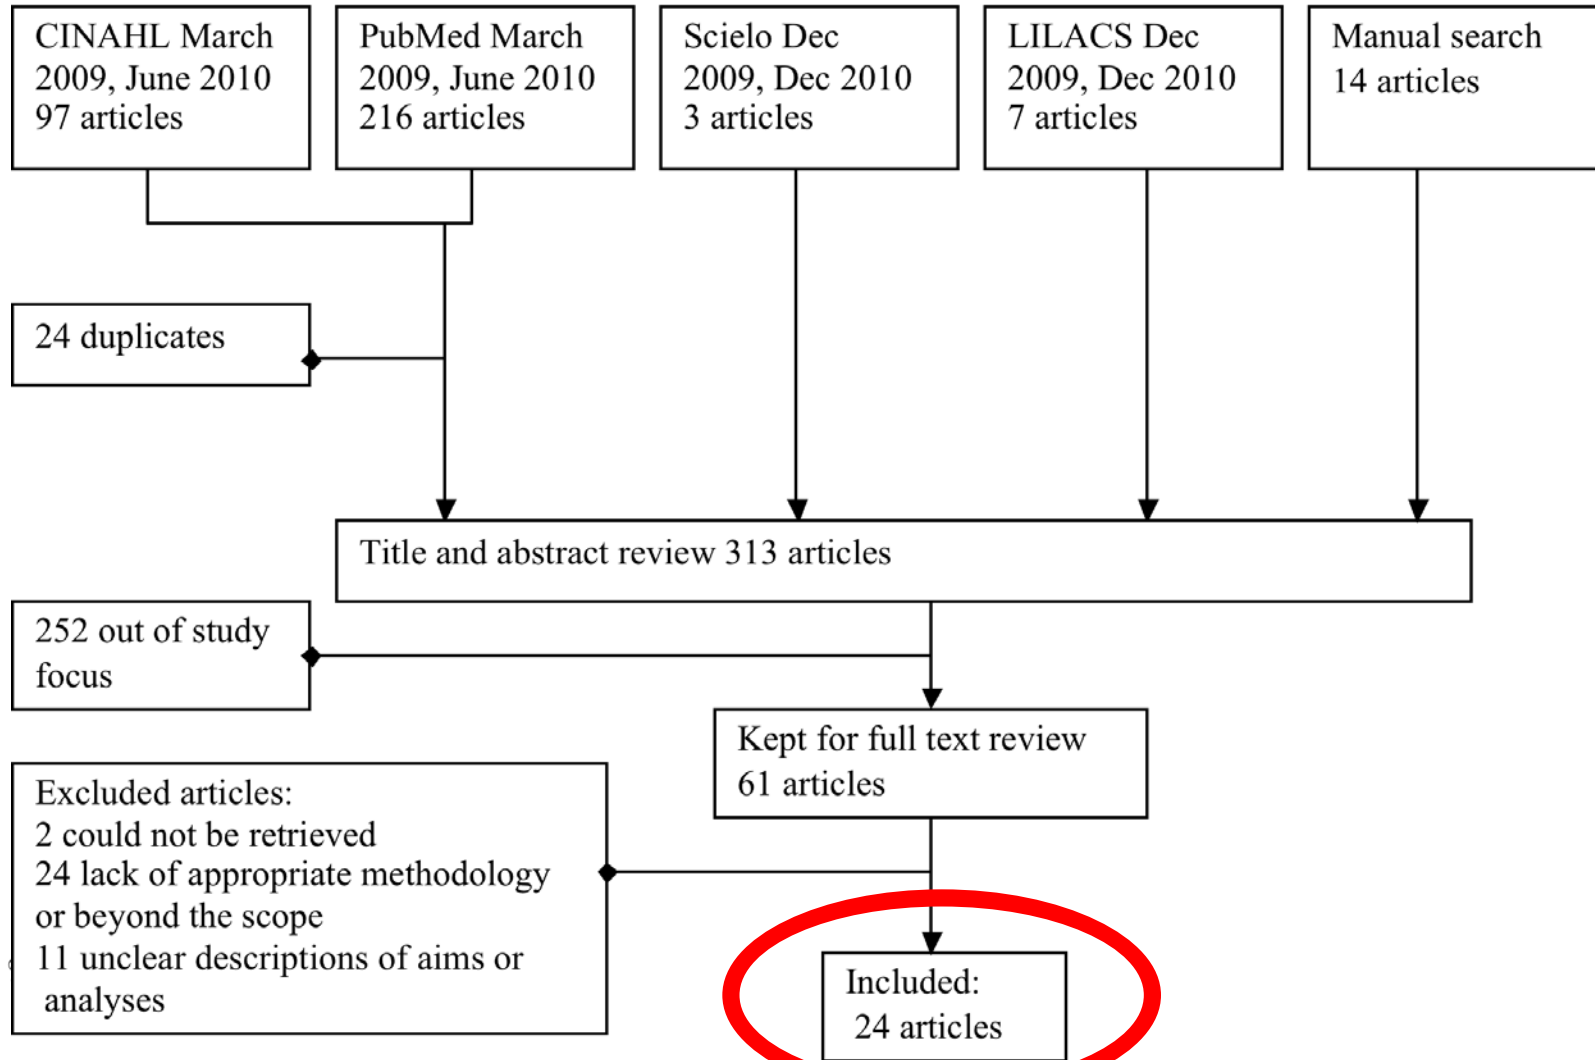 CINAHL March
2009, June 2010
97 articles
PubMed March
2009, June 2010
216 articles
Scielo Dec
2009, Dec 2010
3 articles
LILACS Dec
2009, Dec 2010
7 articles
Manual search
14 articles
24 duplicates
Title and abstract review 313 articles
252 out of study
focus
Kept for full text review
61 articles
Excluded articles:
2 could not be retrieved
24 lack of appropriate methodology
or beyond the scope
11 unclear descriptions of aims or
analyses
Included:
24 articles